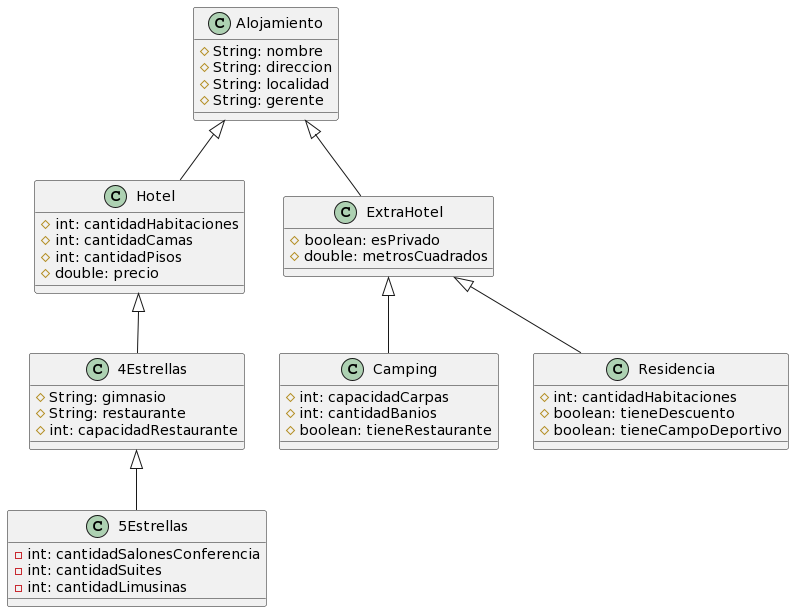 C Alojamiento
String: nombre
String: direccion
String: localidad
String: gerente
C Hotel
int: cantidadHabitaciones
int: cantidadCamas
int: cantidadPisos
double: precio
C ExtraHotel
boolean: esPrivado
double: metrosCuadrados
C 4Estrellas
String: gimnasio
String: restaurante
int: capacidadRestaurante
C Camping
int: capacidadCarpas
int: cantidadBanios
boolean: tieneRestaurante
C Residencia
int: cantidadHabitaciones
boolean: tieneDescuento
boolean: tieneCampoDeportivo
C 5Estrellas
int: cantidadSalonesConferencia
int: cantidadSuites
int: cantidadLimusinas